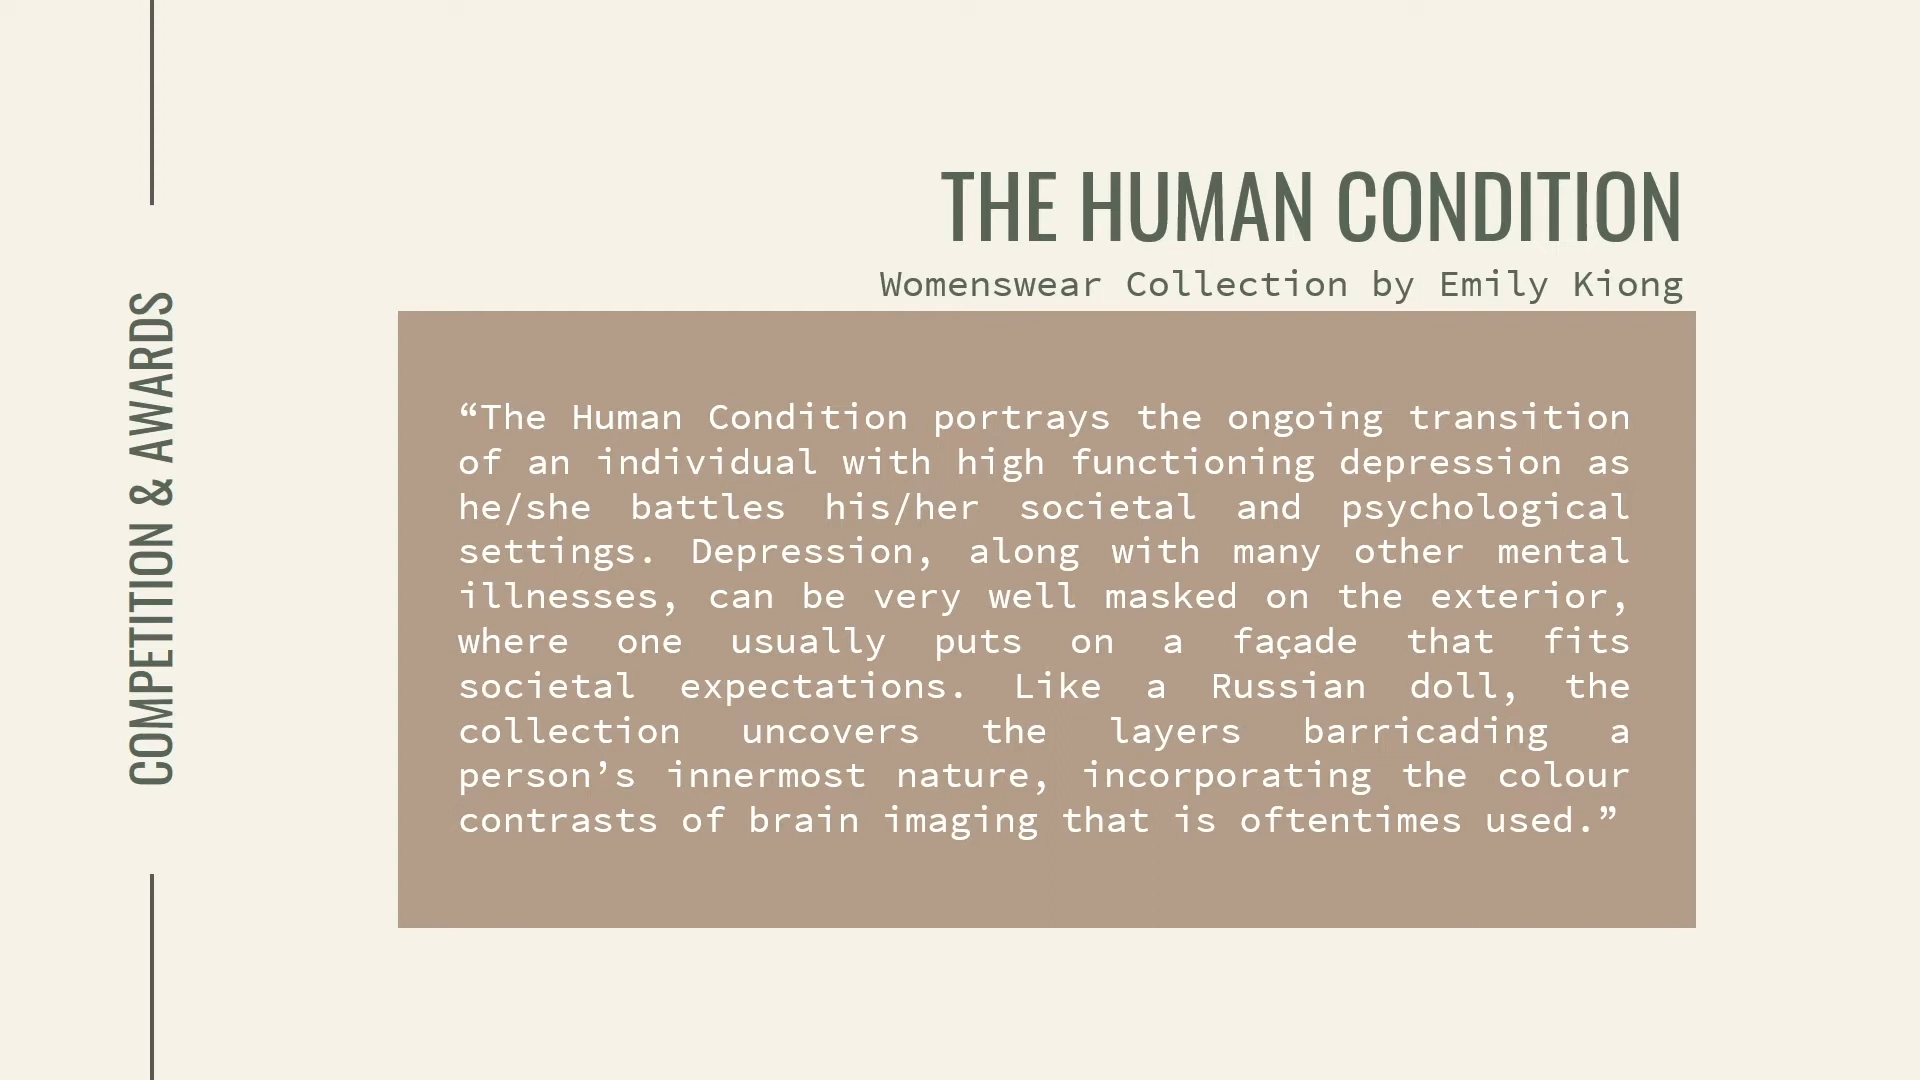 COMPETITION & AWARDS
THE HUMAN CONDITION
Womenswear Collection by Emily Kiong
“The Human Condition portrays the ongoing transition
of an individual with high functioning depression as
he/she battles his/her societal and psychological
settings. Depression, along with many other mental
illnesses, can be very well masked on the exterior,
where one usually puts on a façade that fits
societal expectations. Like a Russian doll, the
collection uncovers the layers barricading a
person’s innermost nature, incorporating the colour
contrasts of brain imaging that is oftentimes used.”